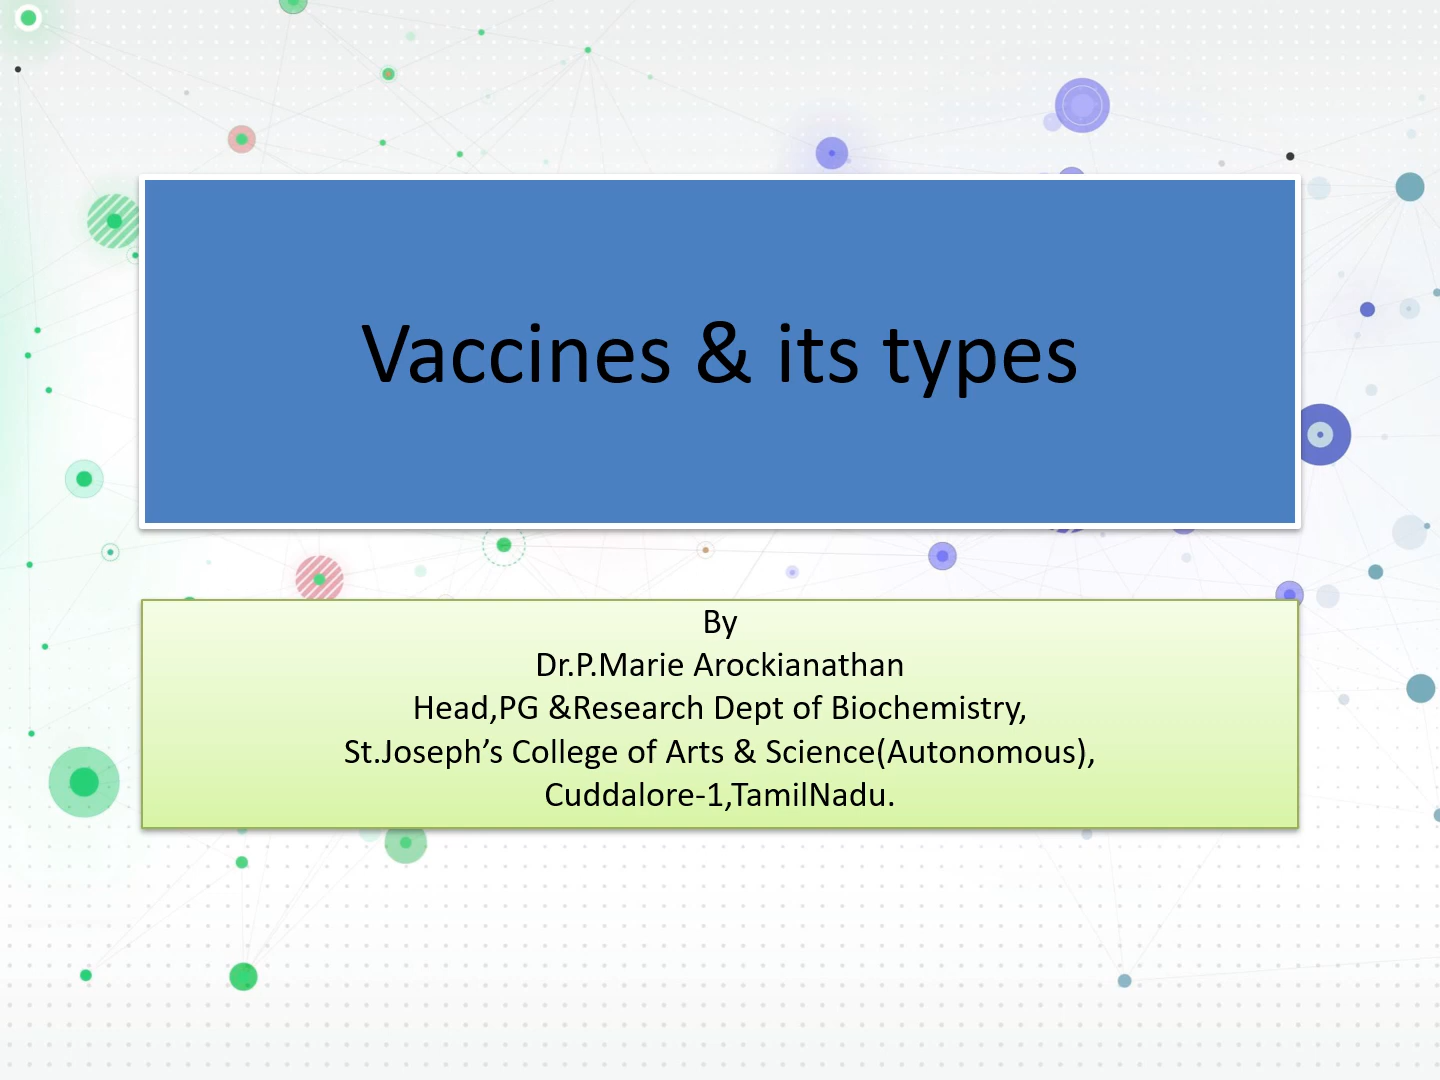 Vaccines & its types
By
Dr.P.Marie Arockianathan
Head,PG &Research Dept of Biochemistry,
St.Joseph’s College of Arts & Science(Autonomous),
Cuddalore-1,TamilNadu.